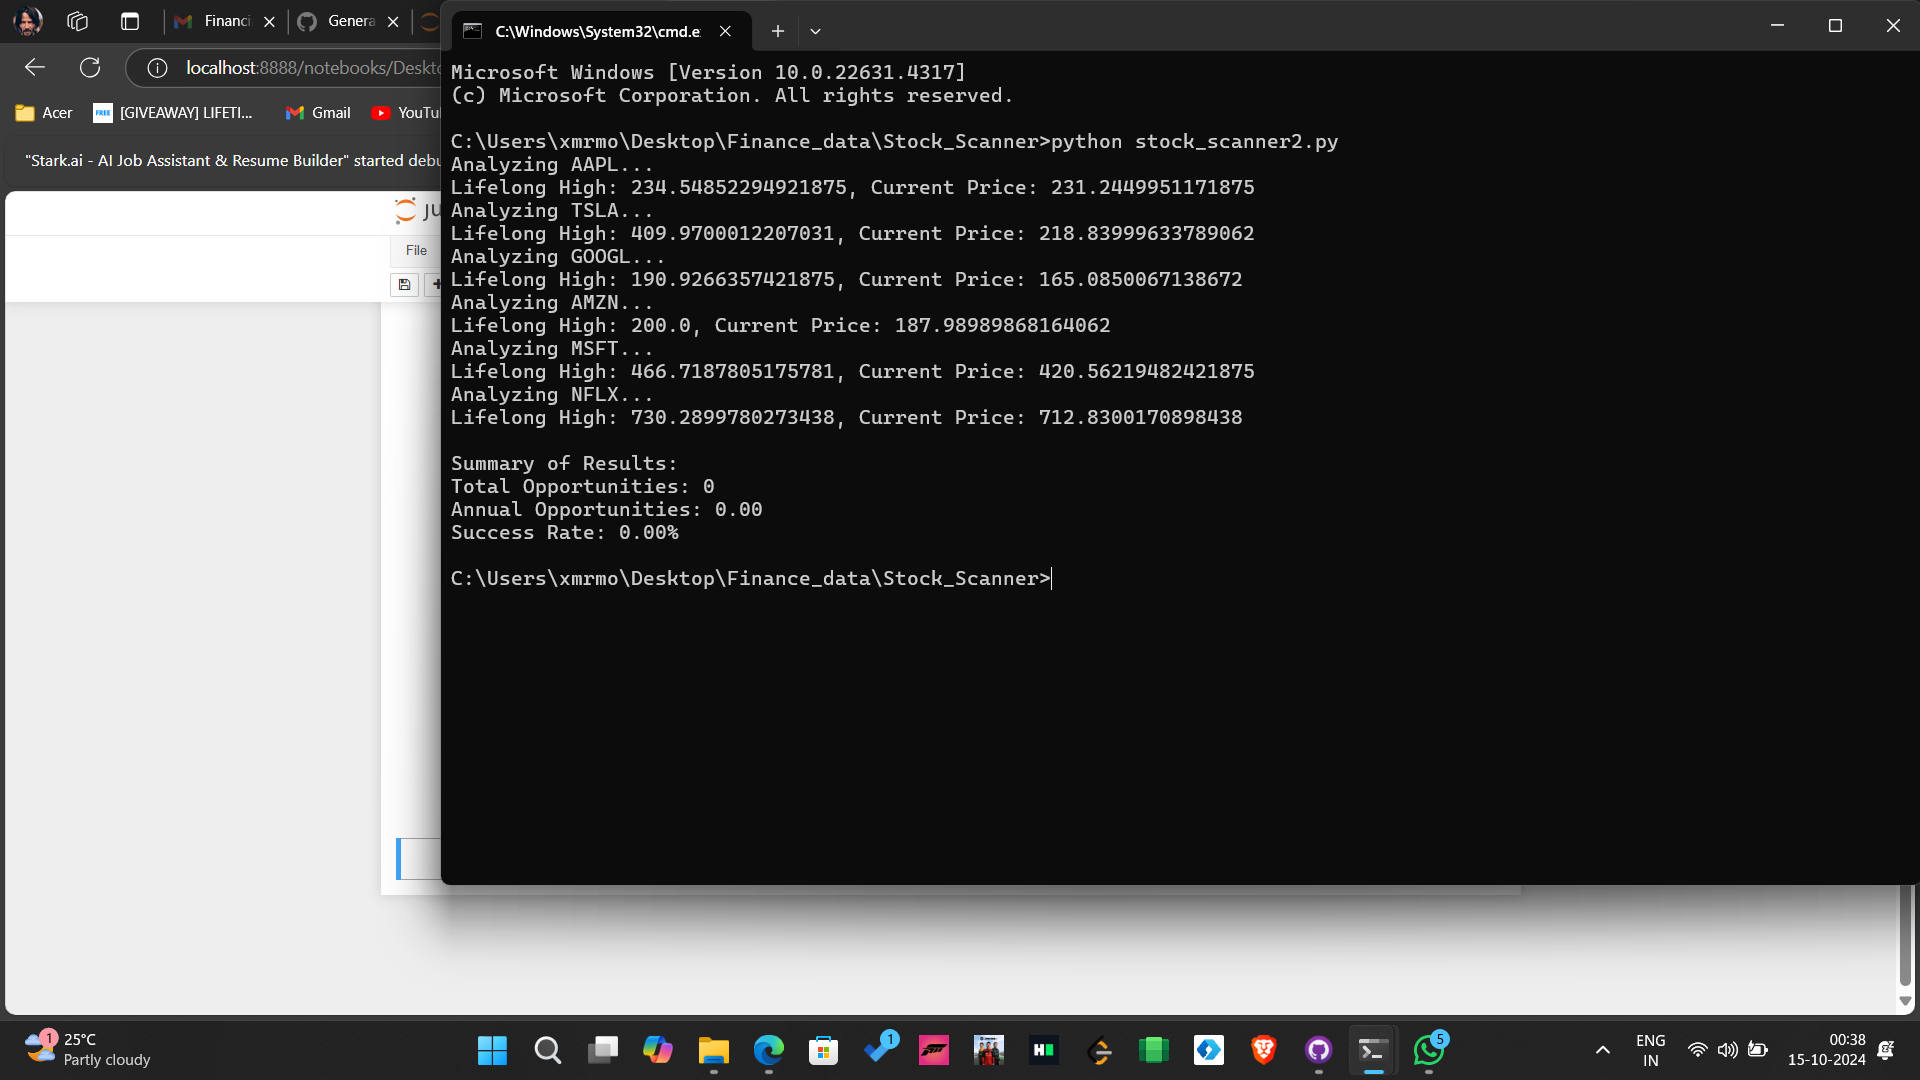 Financi
Genera
C:\Windows\System32\cmd.e
localhost:8888/notebooks/Deskto
Acer
FREE
[GIVEAWAY] LIFETI...
Gmail
YouTu
"Stark.ai - AI Job Assistant & Resume Builder" started debu
Ju
File
Microsoft Windows [Version 10.0.22631.4317]
(c) Microsoft Corporation. All rights reserved.
C:\Users\xmrmo\Desktop\Finance_data\Stock_Scanner>python stock_scanner2.py
Analyzing AAPL...
Lifelong High: 234.54852294921875, Current Price: 231.2449951171875
Analyzing TSLA...
Lifelong High: 409.9700012207031, Current Price: 218.83999633789062
Analyzing GOOGL...
Lifelong High: 190.9266357421875, Current Price: 165.0850067138672
Analyzing AMZN...
Lifelong High: 200.0, Current Price: 187.98989868164062
Analyzing MSFT...
Lifelong High: 466.7187805175781, Current Price: 420.56219482421875
Analyzing NFLX...
Lifelong High: 730.2899780273438, Current Price: 712.8300170898438
Summary of Results:
Total Opportunities: 0
Annual Opportunities: 0.00
Success Rate: 0.00%
C:\Users\xmrmo\Desktop\Finance_data\Stock_Scanner>
1
25°C
Partly cloudy
1
H
5
ENG
IN
00:38
15-10-2024